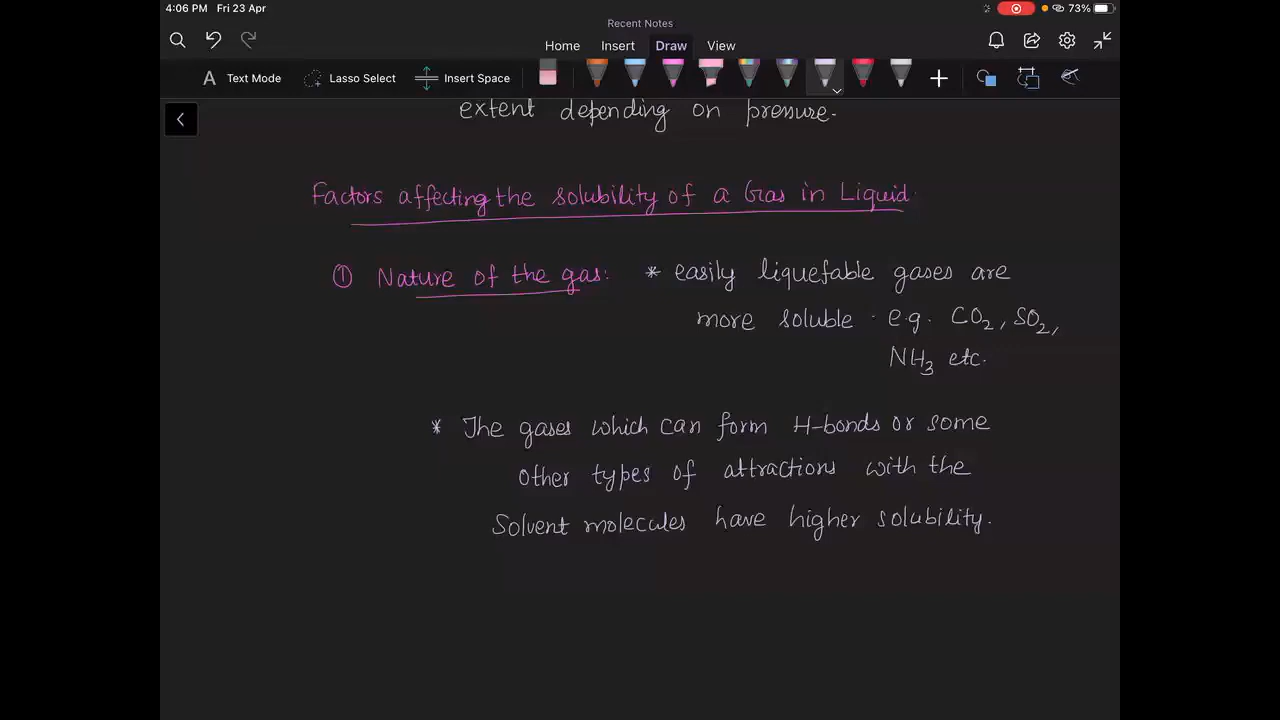 4:06 PM Fri 23 Apr
73%
Recent Notes
Home Insert Draw View
Text Mode Lasso Select Insert Space
extent depending on pressure.
Factors affecting the solubility of a Gas in Liquid
① Nature of the gas: * easily liquefable gases are
more soluble . e.g. CO2, SO2,
NH3 etc.
* The gases which can form H-bonds or some
other types of attractions with the
Solvent molecules have higher solubility.